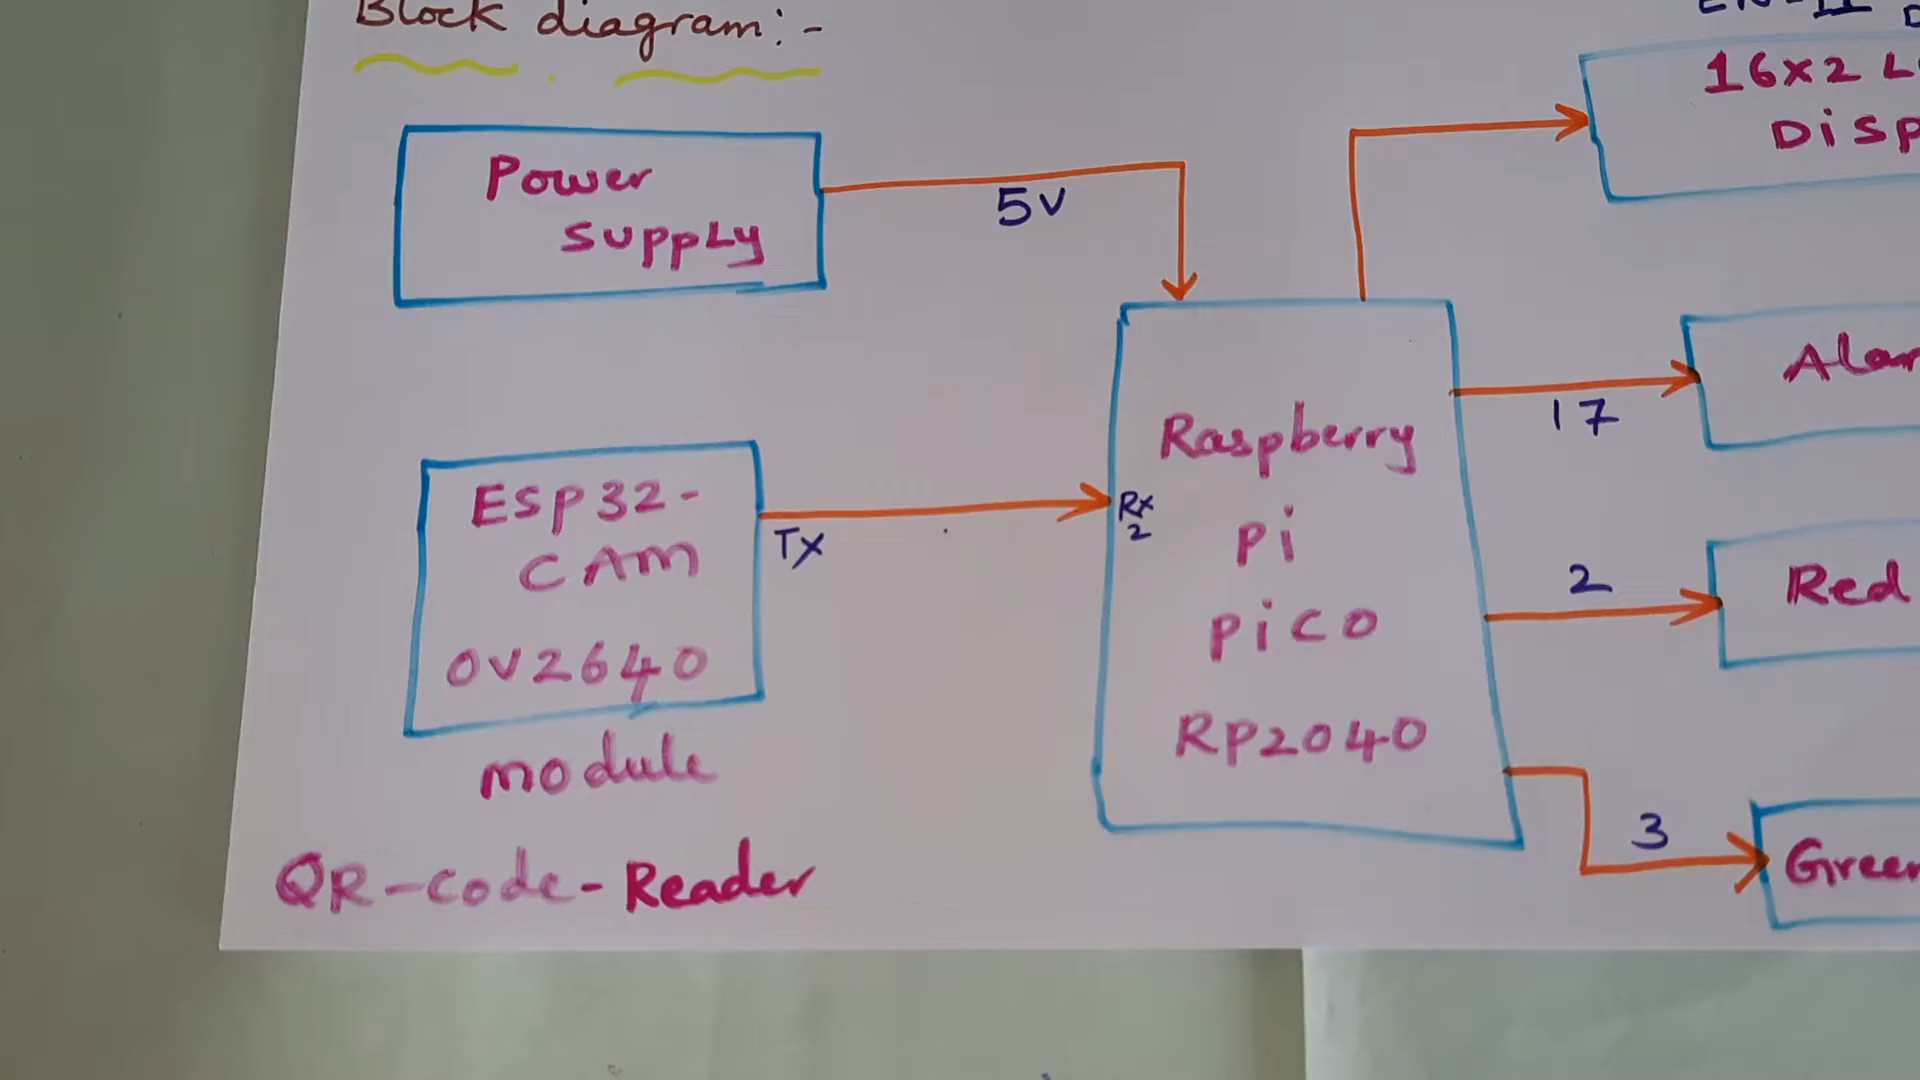 Block diagram:-
16x2
Power
Supply
5V
17
Raspberry
Pi
Pico
RP2040
Esp32-
CAM
OV2640
module
TX
Rx
2
2
Red
3
QR-code-Reader